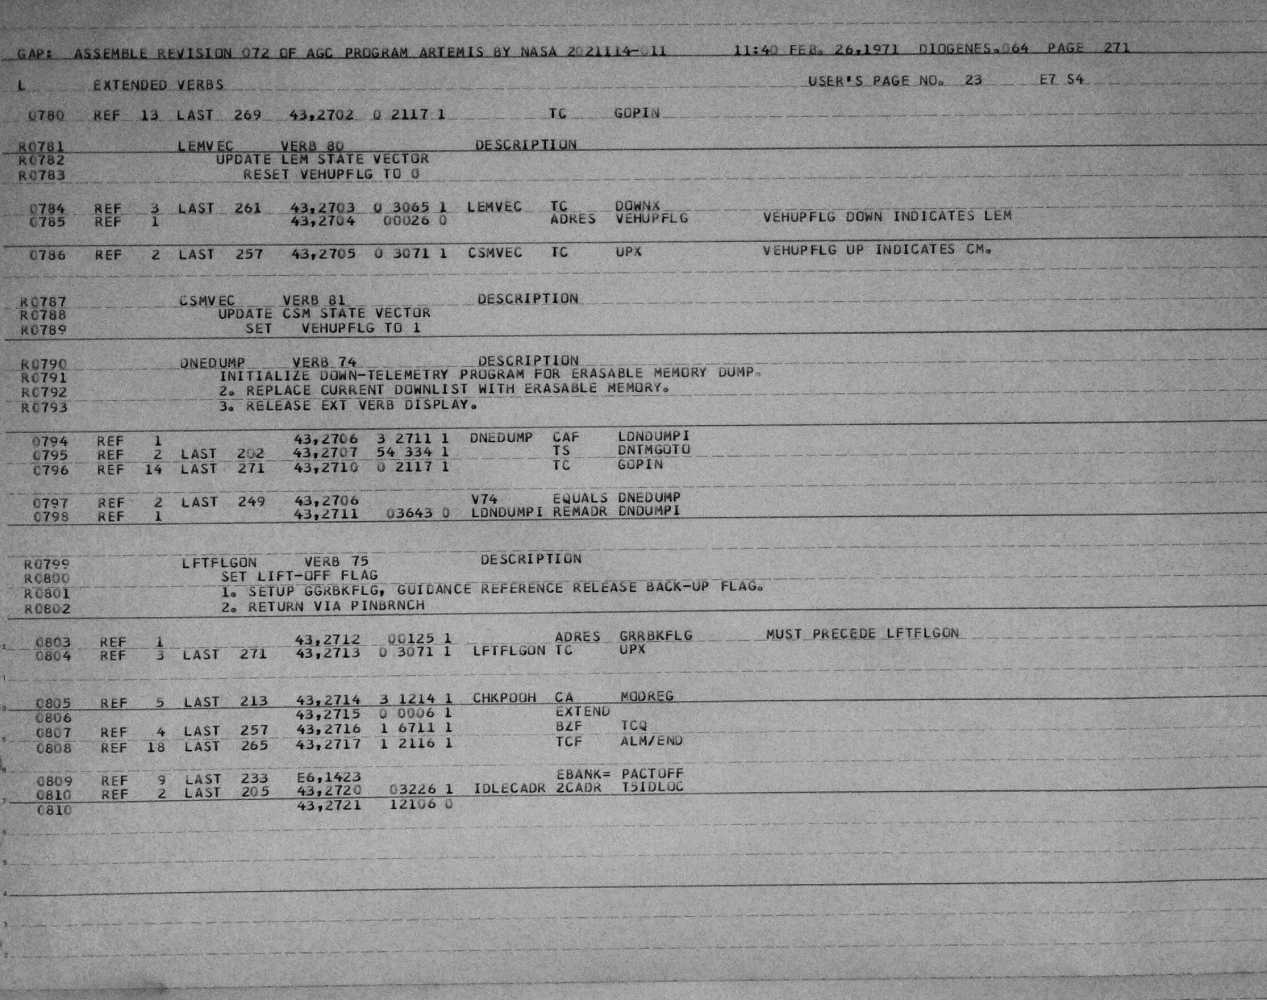 GAP: ASSEMBLE REVISION 072 OF AGC PROGRAM ARTEMIS BY NASA 2021114-011 11:40 FEB. 26,1971 DIOGENES.064 PAGE 271
L EXTENDED VERBS USER'S PAGE NO. 23 E7 S4
0780 REF 13 LAST 269 43,2702 0 2117 1 TC GOPIN
R0781 LEMVEC VERB 80 DESCRIPTION
R0782 UPDATE LEM STATE VECTOR
R0783 RESET VEHUPFLG TO 0
0784 REF 3 LAST 261 43,2703 0 3065 1 LEMVEC TC DOWNX
0785 REF 1 43,2704 00026 0 ADRES VEHUPFLG VEHUPFLG DOWN INDICATES LEM
0786 REF 2 LAST 257 43,2705 0 3071 1 CSMVEC TC UPX VEHUPFLG UP INDICATES CM.
R0787 CSMVEC VERB 81 DESCRIPTION
R0788 UPDATE CSM STATE VECTOR
R0789 SET VEHUPFLG TO 1
R0790 DNEDUMP VERB 74 DESCRIPTION
R0791 INITIALIZE DOWN-TELEMETRY PROGRAM FOR ERASABLE MEMORY DUMP.
R0792 2. REPLACE CURRENT DOWNLIST WITH ERASABLE MEMORY.
R0793 3. RELEASE EXT VERB DISPLAY.
0794 REF 1 43,2706 3 2711 1 DNEDUMP CAF LDNDUMPI
0795 REF 2 LAST 202 43,2707 54 334 1 TS DNTMGOTO
0796 REF 14 LAST 271 43,2710 0 2117 1 TC GOPIN
0797 REF 2 LAST 249 43,2706 V74 EQUALS DNEDUMP
0798 REF 1 43,2711 03643 0 LDNDUMPI REMADR DNDUMPI
R0799 LFTFLGON VERB 75 DESCRIPTION
R0800 SET LIFT-OFF FLAG
R0801 1. SETUP GGRBKFLG, GUIDANCE REFERENCE RELEASE BACK-UP FLAG.
R0802 2. RETURN VIA PINBRNCH
0803 REF 1 43,2712 00125 1 ADRES GRRBKFLG MUST PRECEDE LFTFLGON
0804 REF 3 LAST 271 43,2713 0 3071 1 LFTFLGON TC UPX
0805 REF 5 LAST 213 43,2714 3 1214 1 CHKPOOH CA MODREG
0806 43,2715 0 0006 1 EXTEND
0807 REF 4 LAST 257 43,2716 1 6711 1 BZF TCQ
0808 REF 18 LAST 265 43,2717 1 2116 1 TCF ALM/END
0809 REF 9 LAST 233 E6,1423 EBANK= PACTOFF
0810 REF 2 LAST 205 43,2720 03226 1 IDLECADR 2CADR T5IDLOC
0810 43,2721 12106 0